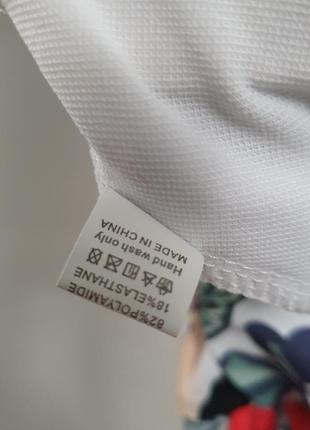 82%POLYAMIDE
18%ELASTHANE
Hand wash only
MADE IN CHINA